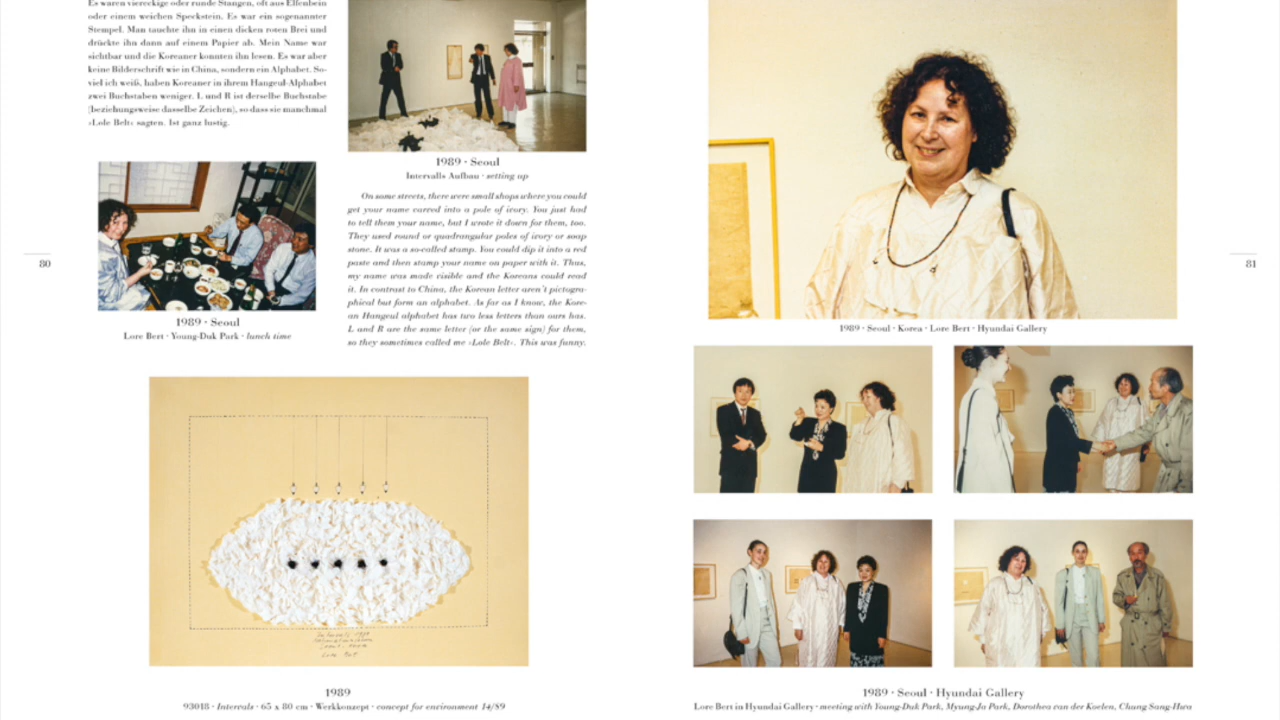 Es waren viereckige oder runde Stangen, oft aus Elfenbein
oder einem weichen Speckstein. Es war ein sogenannter
Stempel. Man tauchte ihn in einen dicken roten Brei und
drückte ihn dann auf einem Papier ab. Mein Name war
sichtbar und die Koreaner konnten ihn lesen. Es war aber
keine Bilderschrift wie in China, sondern ein Alphabet. So-
viel ich weiß, haben Koreaner in ihrem Hangeul-Alphabet
zwei Buchstaben weniger. L und R ist derselbe Buchstabe
(beziehungsweise dasselbe Zeichen), so dass sie manchmal
›Lole Belt‹ sagten. Ist ganz lustig.
1989 · Seoul
Intervalls Aufbau · setting up
80
1989 · Seoul
Lore Bert · Young-Duk Park · lunch time
On some streets, there were small shops where you could
get your name carved into a pole of ivory. You just had
to tell them your name, but I wrote it down for them, too.
They used round or quadrangular poles of ivory or soap
stone. It was a so-called stamp. You could dip it into a red
paste and then stamp your name on paper with it. Thus,
my name was made visible and the Koreans could read
it. In contrast to China, the Korean letter aren't pictogra-
phical but form an alphabet. As far as I know, the Kore-
an Hangeul alphabet has two less letters than ours has.
L and R are the same letter (or the same sign) for them,
so they sometimes called me ›Lole Belt‹. This was funny.
Lore Bert
1989
93018 · Intervals · 65 x 80 cm · Werkkonzept · concept for environment 14/89
81
1989 · Seoul · Korea · Lore Bert · Hyundai Gallery
1989 · Seoul · Hyundai Gallery
Lore Bert in Hyundai Gallery · meeting with Young-Duk Park, Myung-Ja Park, Dorothea van der Koelen, Chung Sang-Hwa